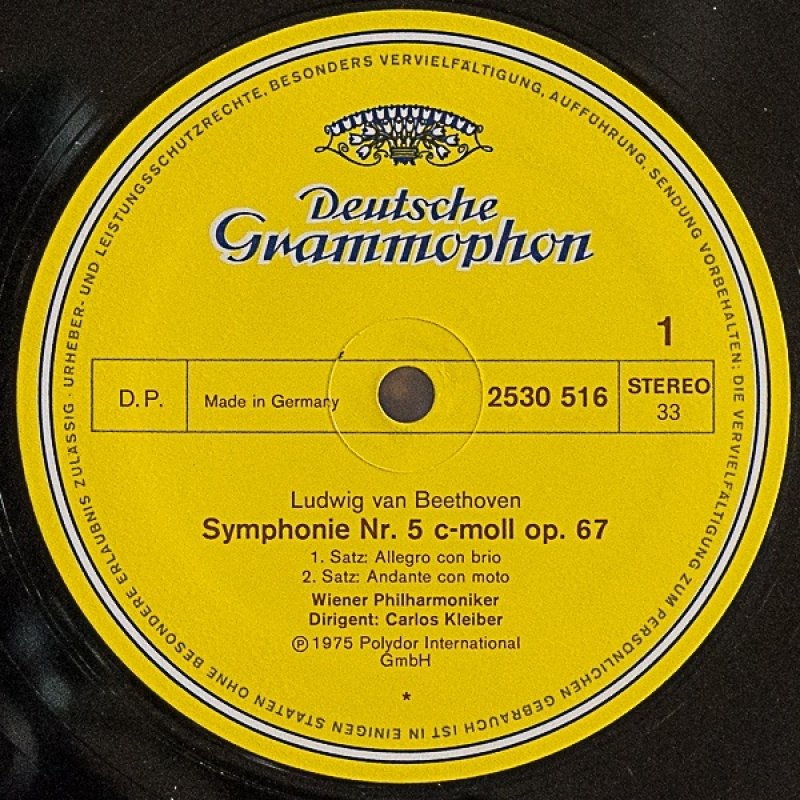 Deutsche
Grammophon
1
D.P.
Made in Germany
2530 516
STEREO
33
Ludwig van Beethoven
Symphonie Nr. 5 c-moll op. 67
1. Satz: Allegro con brio
2. Satz: Andante con moto
Wiener Philharmoniker
Dirigent: Carlos Kleiber
Ⓟ 1975 Polydor International
GmbH
*
URHEBER- UND LEISTUNGSSCHUTZRECHTE, BESONDERS VERVIELFÄLTIGUNG, AUFFÜHRUNG, SENDUNG VORBEHALTEN: DIE VERVIELFÄLTIGUNG ZUM PERSÖNLICHEN GEBRAUCH IST IN EINIGEN STAATEN OHNE BESONDERE ERLAUBNIS ZULÄSSIG ·